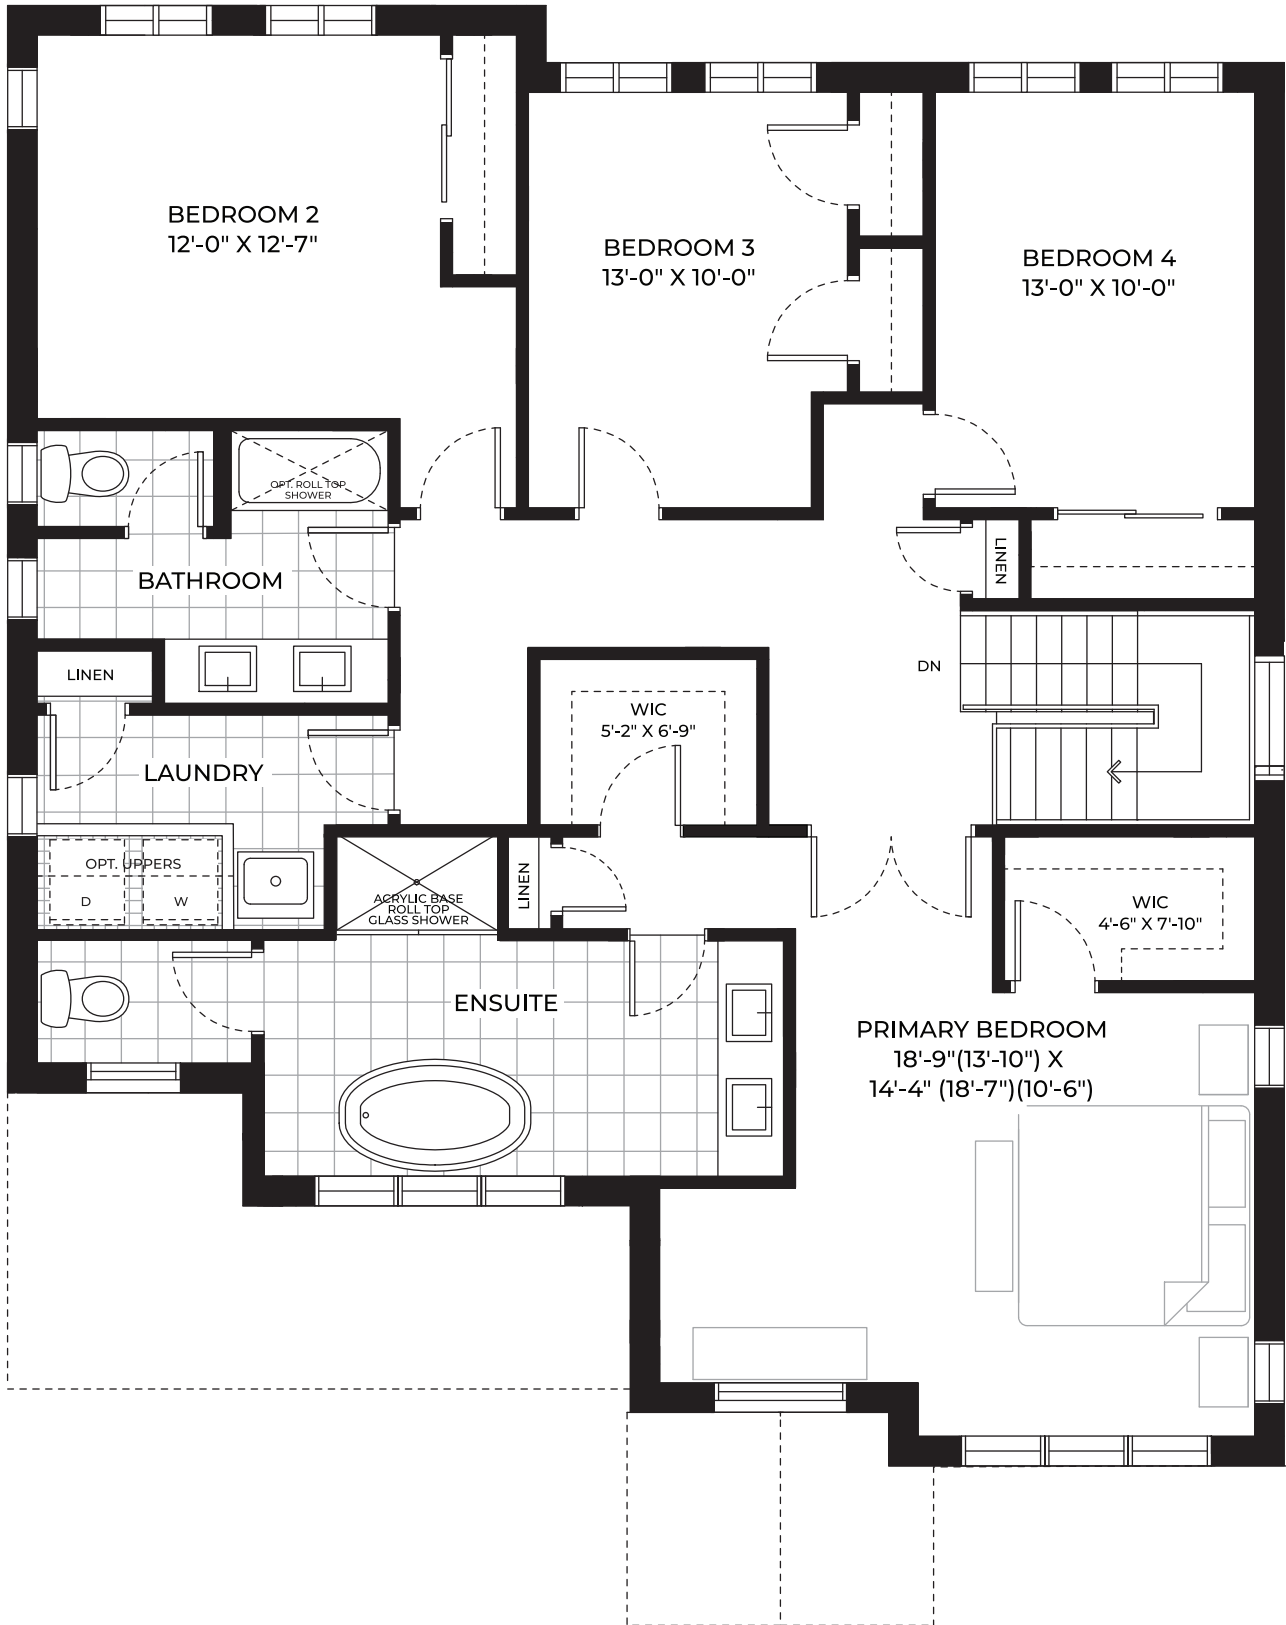 BEDROOM 2
12'-0" X 12'-7"
BEDROOM 3
13'-0" X 10'-0"
BEDROOM 4
13'-0" X 10'-0"
OPT. ROLL TOP
SHOWER
BATHROOM
LINEN
LINEN
DN
WIC
5'-2" X 6'-9"
LAUNDRY
OPT. UPPERS
D
W
ACRYLIC BASE
ROLL TOP
GLASS SHOWER
LINEN
WIC
4'-6" X 7'-10"
ENSUITE
PRIMARY BEDROOM
18'-9"(13'-10") X
14'-4" (18'-7")(10'-6")